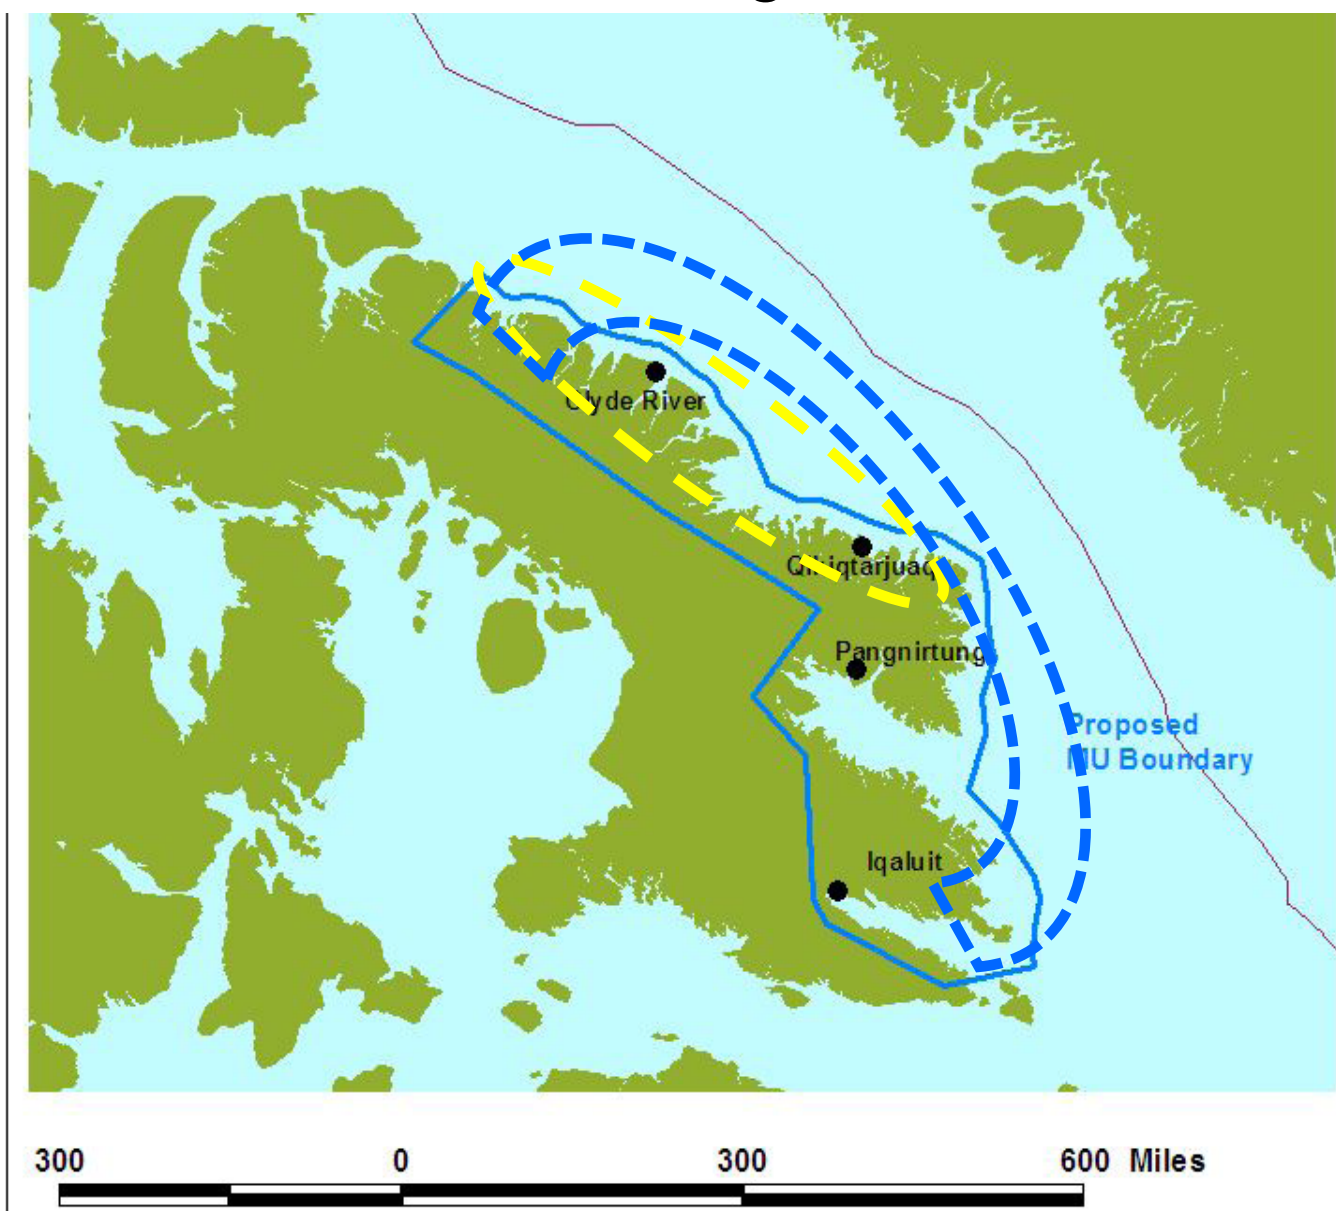 Clyde River
Qikiqtarjuaq
Pangnirtung
Proposed
MU Boundary
Iqaluit
300 0 300 600 Miles